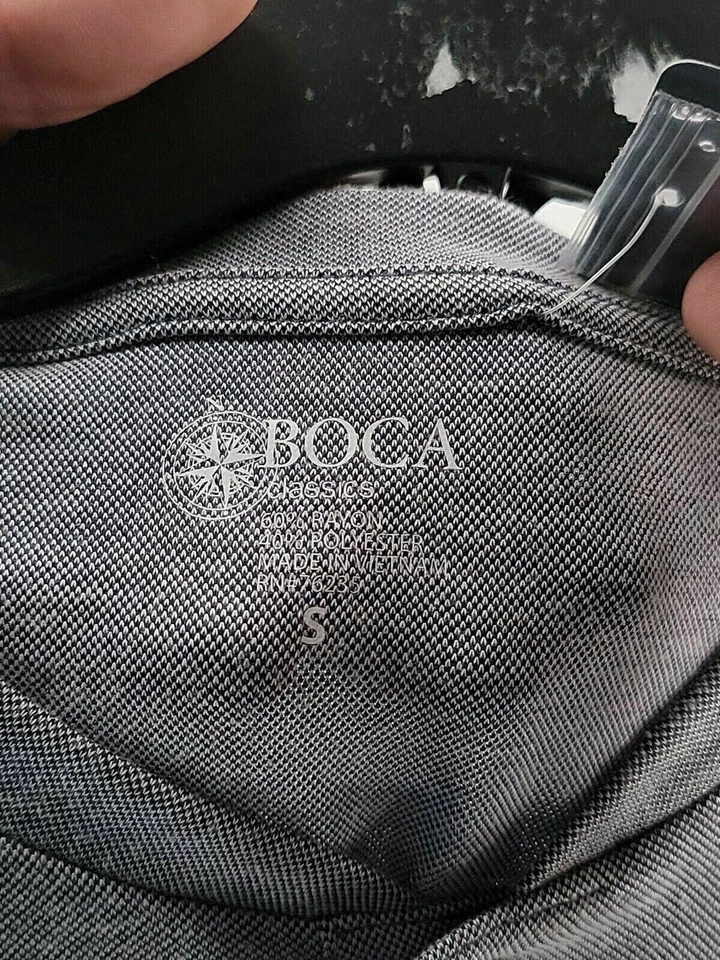 N
BOCA
classics
60% RAYON
40% POLYESTER
MADE IN VIETNAM
RN#76235
S